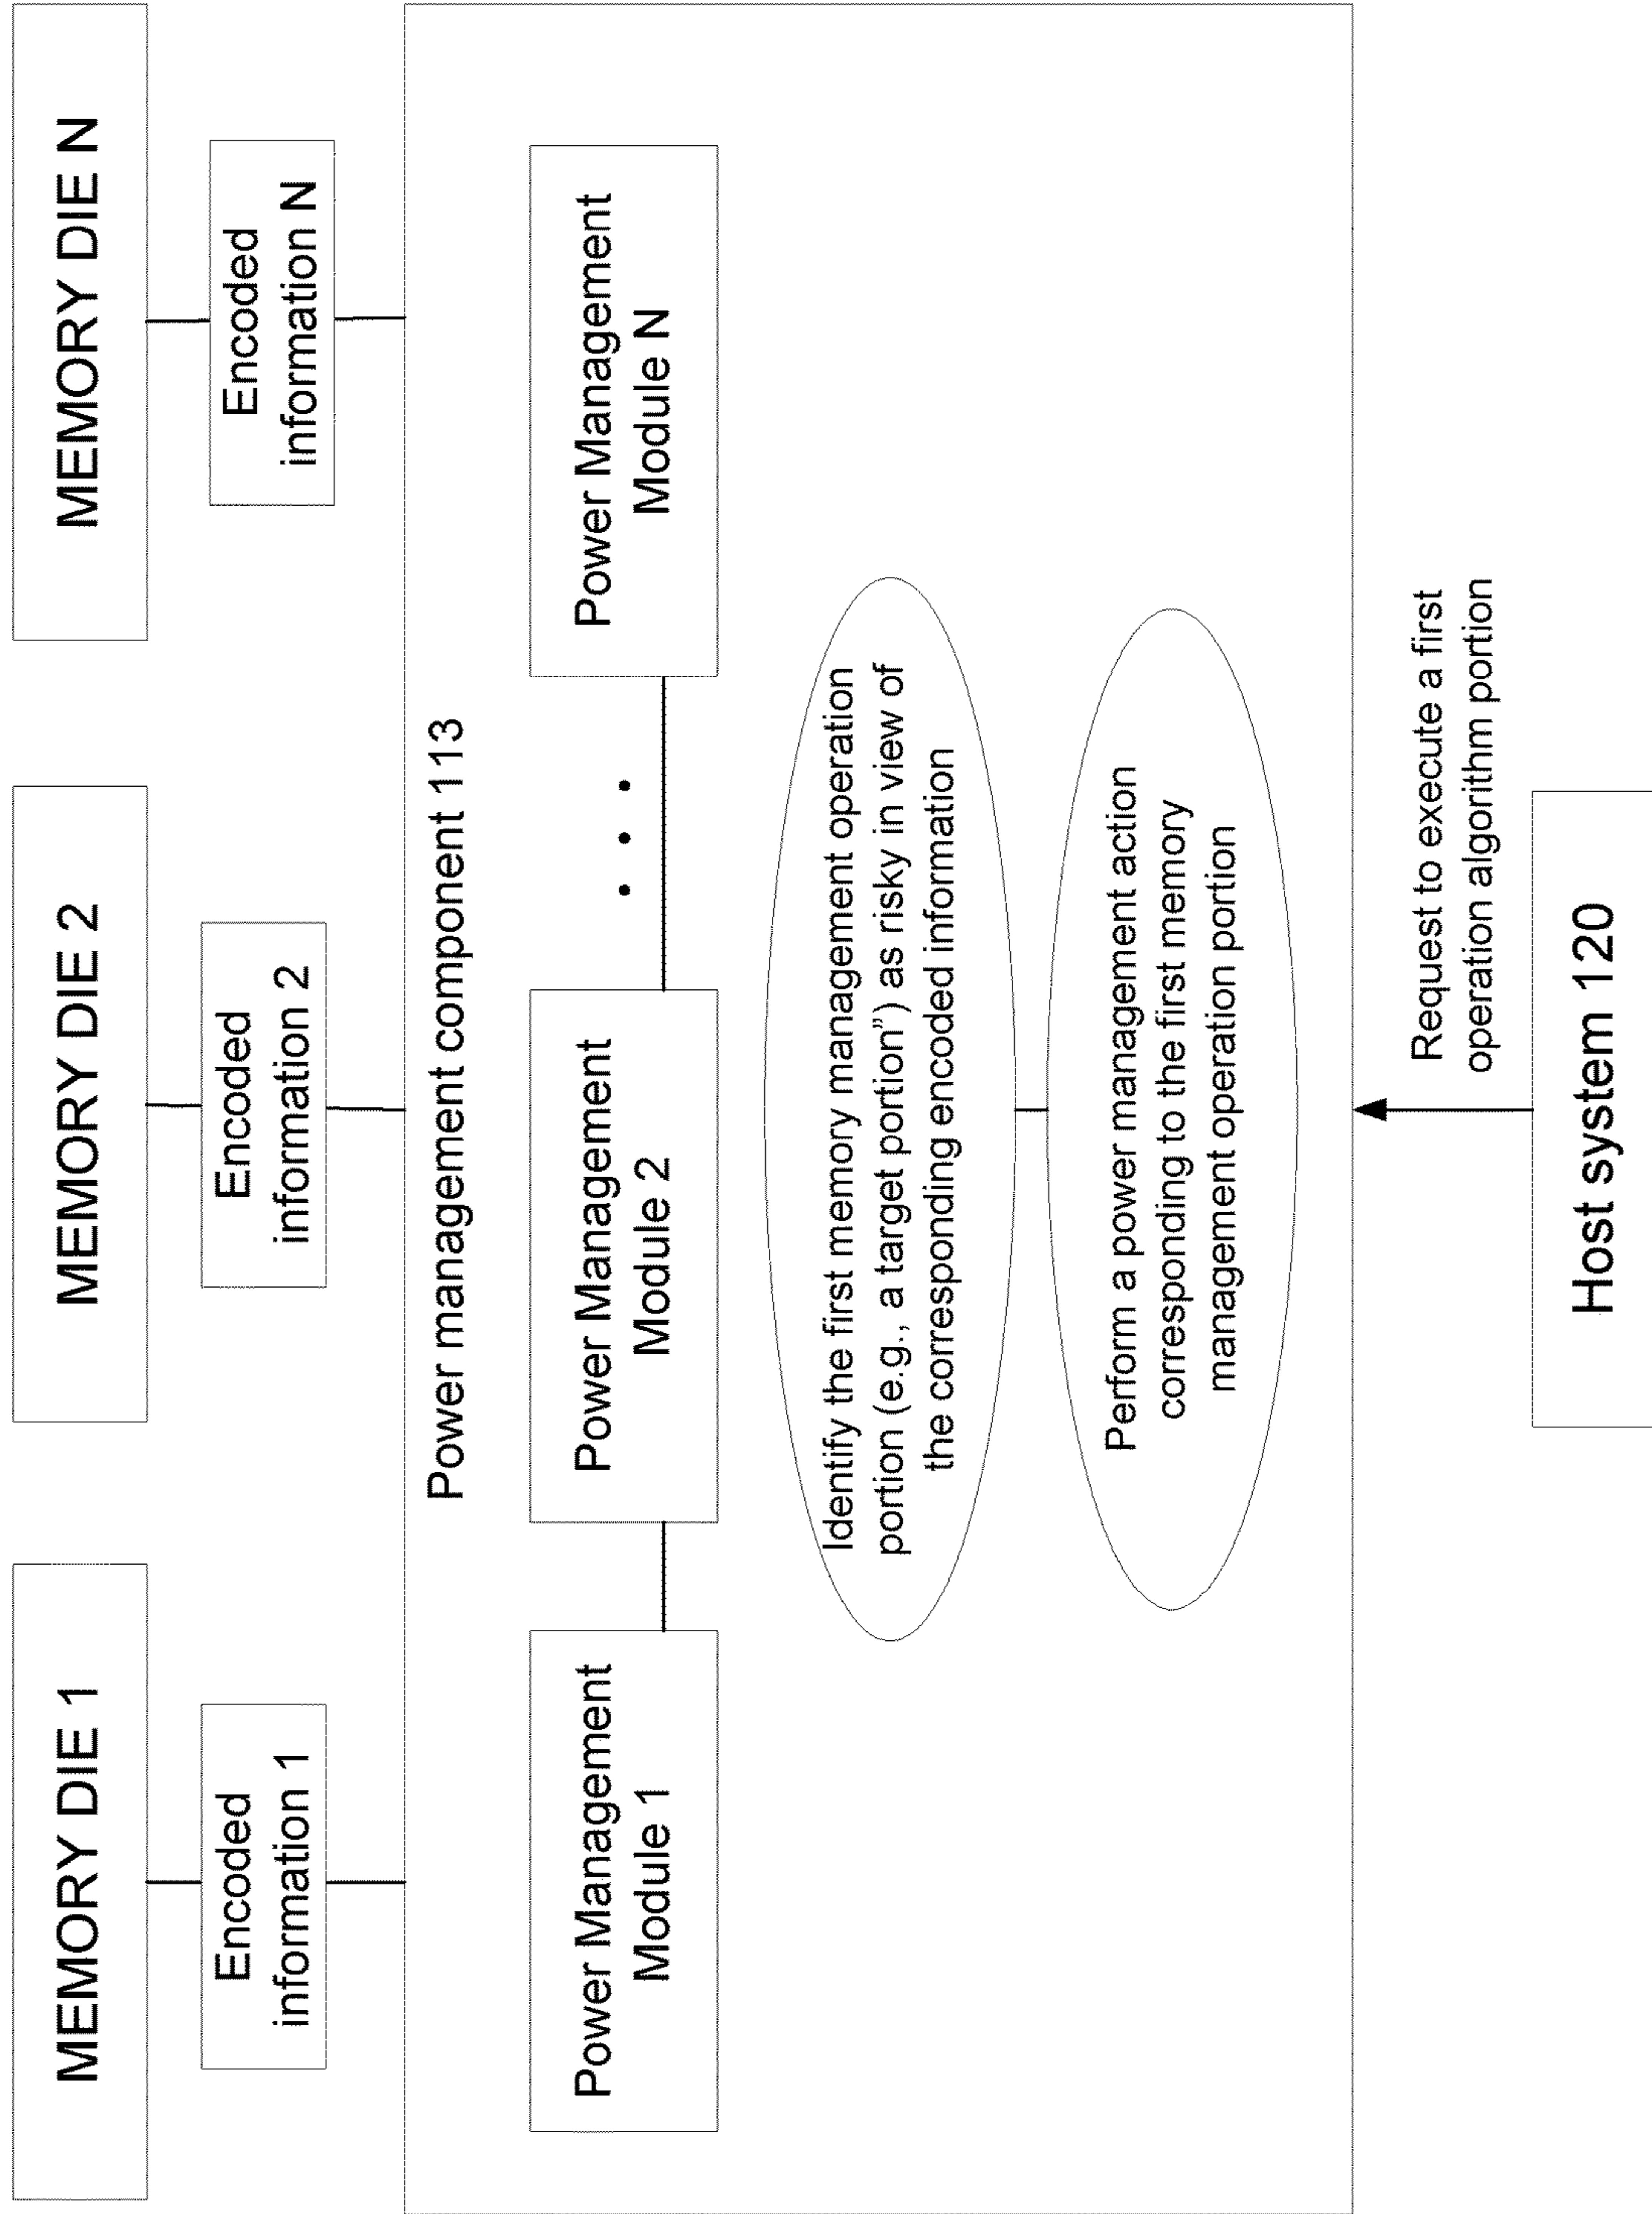 MEMORY DIE 1
MEMORY DIE 2
MEMORY DIE N
Encoded
information 1
Encoded
information 2
Encoded
information N
Power management component 113
Power Management
Module 1
Power Management
Module 2
• • •
Power Management
Module N
Identify the first memory management operation
portion (e.g., a target portion”) as risky in view of
the corresponding encoded information
Perform a power management action
corresponding to the first memory
management operation portion
Request to execute a first
operation algorithm portion
Host system 120